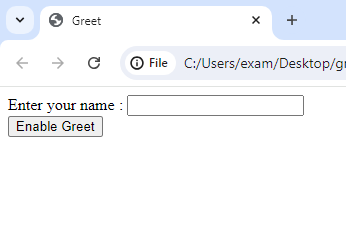 Greet
File
C:/Users/exam/Desktop/gr
Enter your name :
Enable Greet